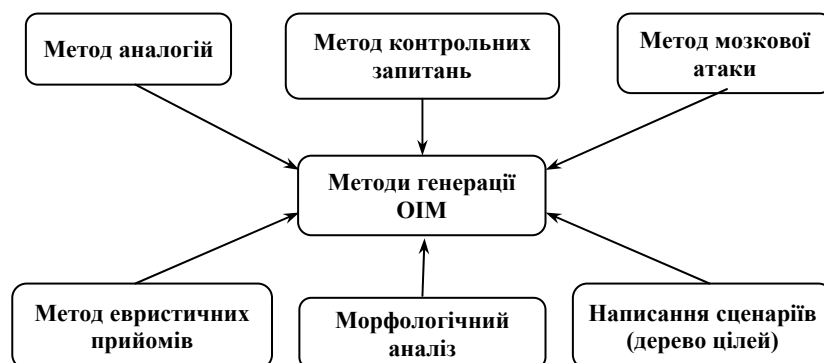 Метод аналогій
Метод контрольних
запитань
Метод мозкової
атаки
Методи генерації
ОІМ
Метод евристичних
прийомів
Морфологічний
аналіз
Написання сценаріїв
(дерево цілей)